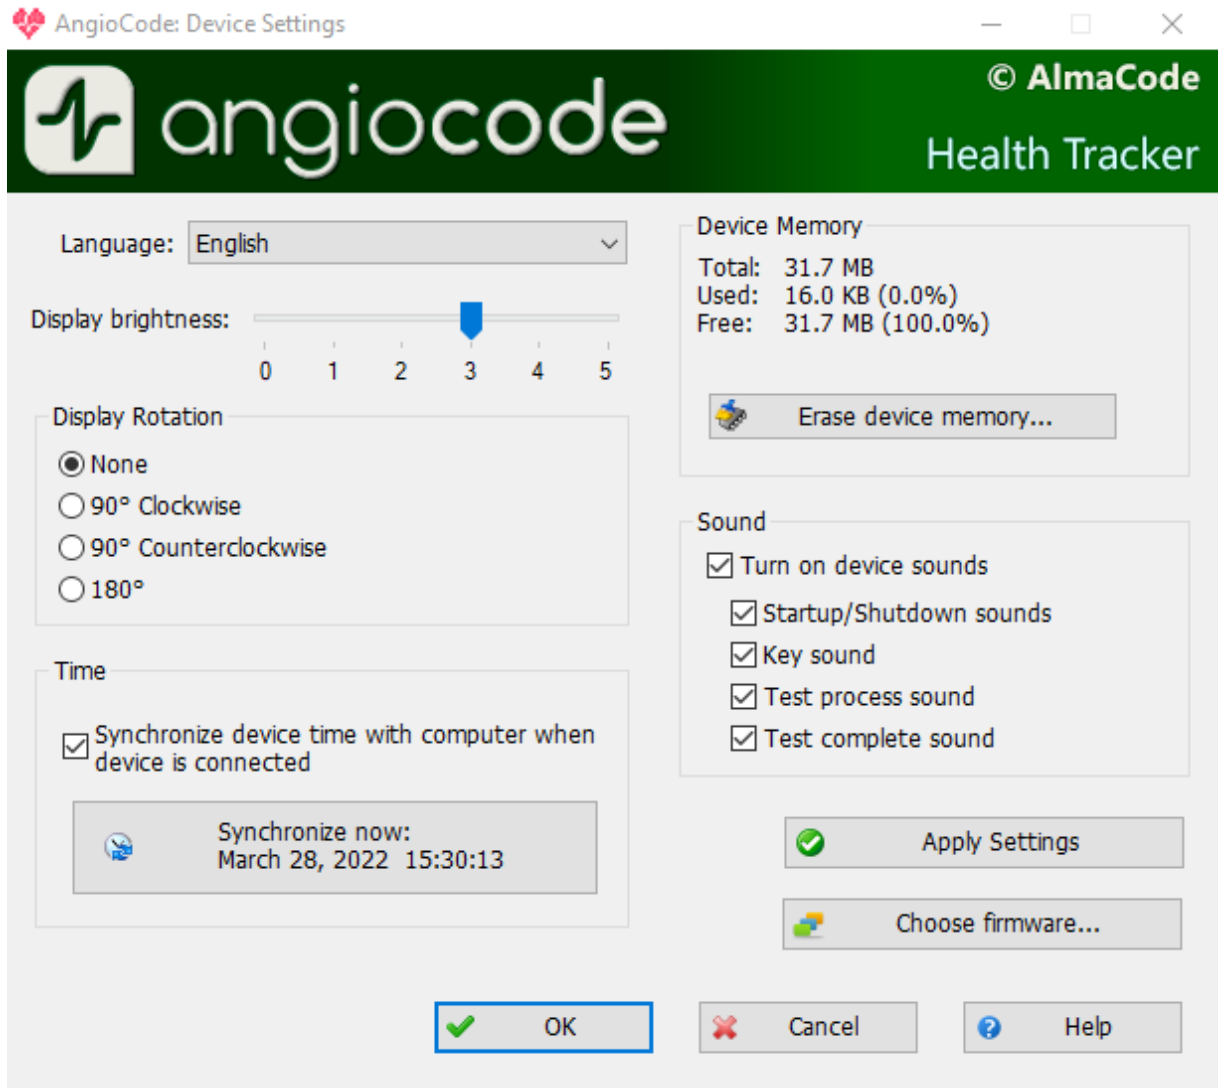 AngioCode: Device Settings
angiocode
© AlmaCode
Health Tracker
Language: English
Display brightness:
0 1 2 3 4 5
Display Rotation
None
90° Clockwise
90° Counterclockwise
180°
Time
Synchronize device time with computer when
device is connected
Synchronize now:
March 28, 2022 15:30:13
Device Memory
Total: 31.7 MB
Used: 16.0 KB (0.0%)
Free: 31.7 MB (100.0%)
Erase device memory...
Sound
Turn on device sounds
Startup/Shutdown sounds
Key sound
Test process sound
Test complete sound
Apply Settings
Choose firmware...
OK
Cancel
Help